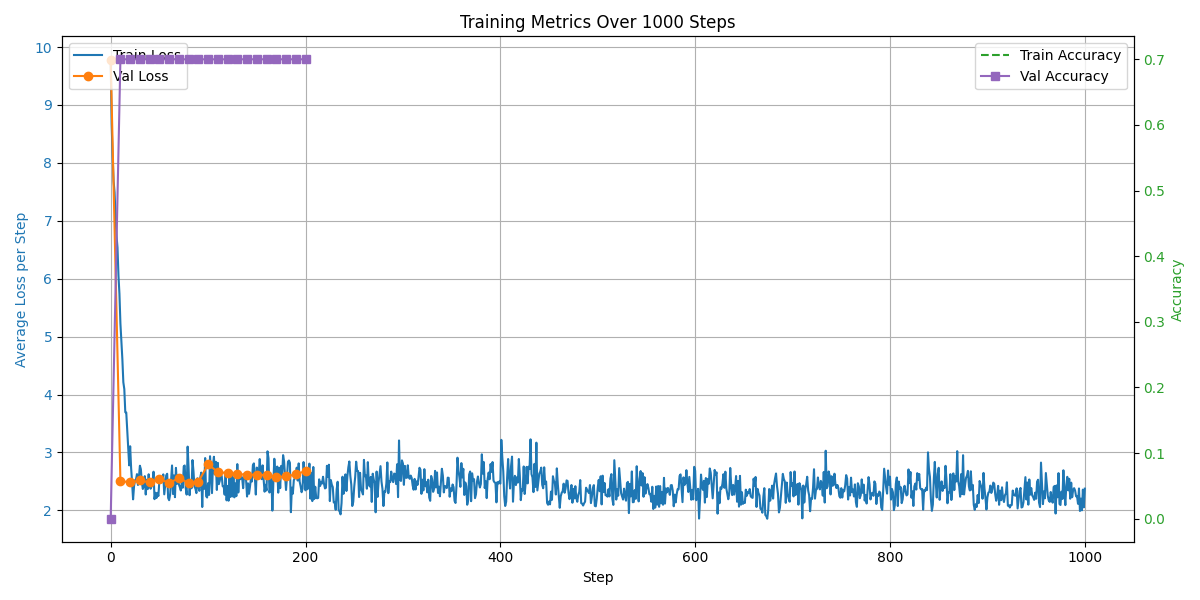 Training Metrics Over 1000 Steps
Train Loss
Val Loss
Train Accuracy
Val Accuracy
Average Loss per Step
10
9
8
7
6
5
4
3
2
0.7
0.6
0.5
0.4
0.3
0.2
0.1
0.0
Accuracy
0 200 400 600 800 1000
Step